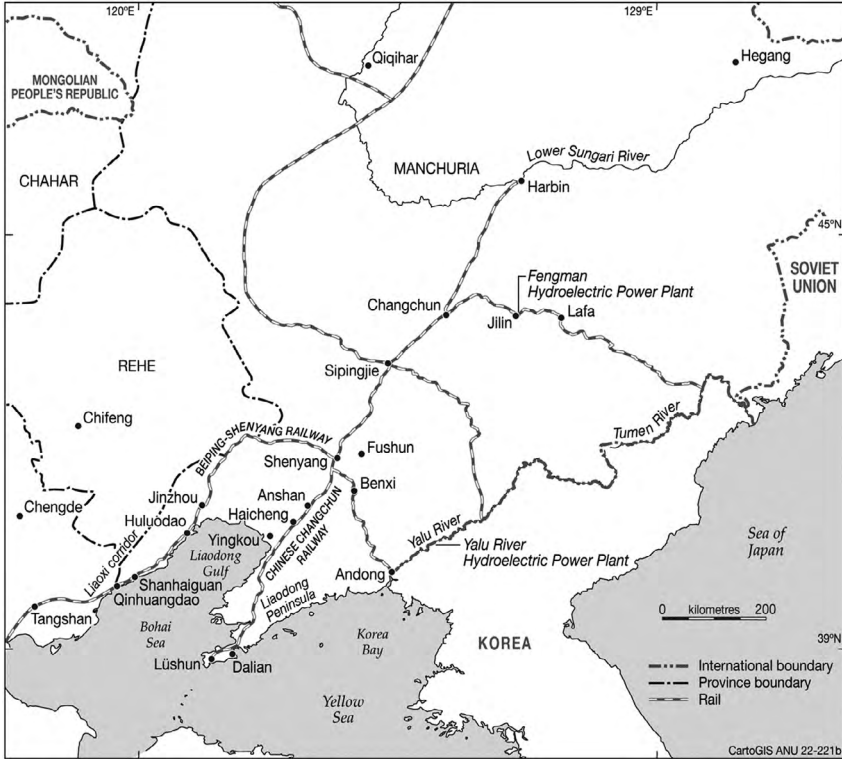 120ºE
129ºE
Qiqihar
Hegang
MONGOLIAN
PEOPLE'S REPUBLIC
CHAHAR
MANCHURIA
Lower Sungari River
Harbin
45ºN
SOVIET
UNION
Fengman
Hydroelectric Power Plant
Changchun
Jilin
Lafa
REHE
Sipingjie
Chifeng
BEIPING-SHENYANG RAILWAY
Tumen River
Fushun
Shenyang
Benxi
Chengde
Jinzhou
Anshan
Huluodao
Haicheng
Yingkou
CHINESE CHANGCHUN
RAILWAY
Liaodong
Gulf
Liaoxi corridor
Yalu River
Yalu River
Hydroelectric Power Plant
Sea of
Japan
Andong
Shanhaiguan
Qinhuangdao
Liaodong
Peninsula
Tangshan
Bohai
Sea
Korea
Bay
KOREA
0 kilometres 200
39ºN
Lüshun
Dalian
Yellow
Sea
International boundary
Province boundary
Rail
CartoGIS ANU 22-221b